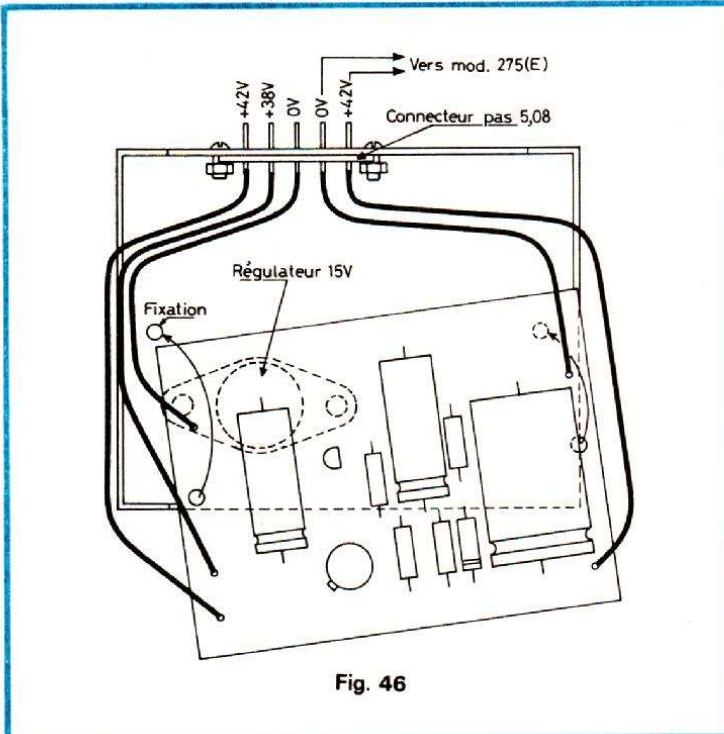 Vers mod. 275(E)
+42V
+38V
0V
0V
+42V
Connecteur pas 5,08
Régulateur 15V
Fixation
Fig. 46